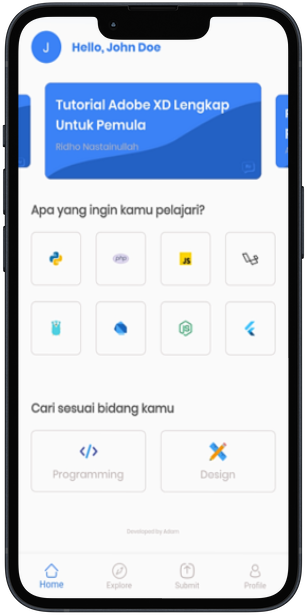 J
Hello, John Doe
Tutorial Adobe XD Lengkap
Untuk Pemula
Ridho Nastainullah
Apa yang ingin kamu pelajari?
php
JS
Cari sesuai bidang kamu
Programming
Design
Developed by Adam
Home
Explore
Submit
Profile